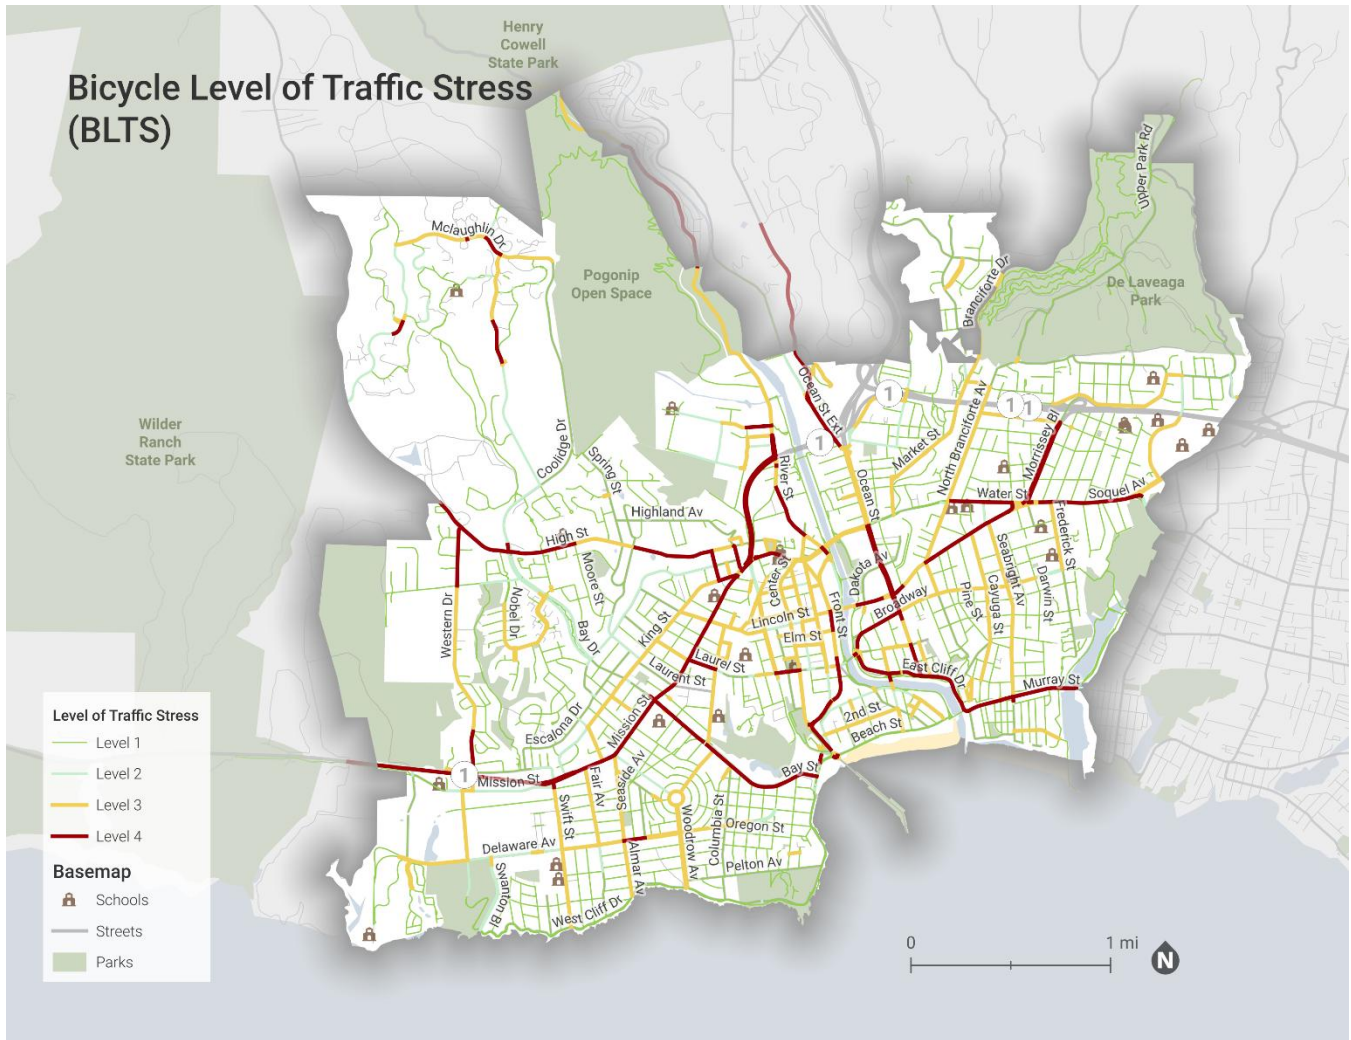 Bicycle Level of Traffic Stress
(BLTS)
Henry
Cowell
State Park
Upper Park Rd
Mclaughlin Dr
Pogonip
Open Space
Branciforte Dr
De Laveaga
Park
Wilder
Ranch
State Park
Ocean St Ext
1
1
1
1
Coolidge Dr
Spring St
Market St
North Branciforte Av
Morrissey Bl
River St
Ocean St
Water St
Soquel Av
Highland Av
High St
Moore St
Center St
Dakota Av
Frederick St
Seabright Av
Nobel Dr
Western Dr
Bay Dr
King St
Lincoln St
Front St
Broadway
Pine St
Cayuga St
Darwin St
Elm St
Laurel St
Laurent St
East Cliff Dr
Murray St
Escalona Dr
Mission St
2nd St
Beach St
1
Mission St
Fair Av
Seaside Av
Bay St
Swift St
Woodrow Av
Columbia St
Oregon St
Delaware Av
Almar Av
Pelton Av
Swanton Bl
West Cliff Dr
Level of Traffic Stress
Level 1
Level 2
Level 3
Level 4
Basemap
Schools
Streets
Parks
0
1 mi
N